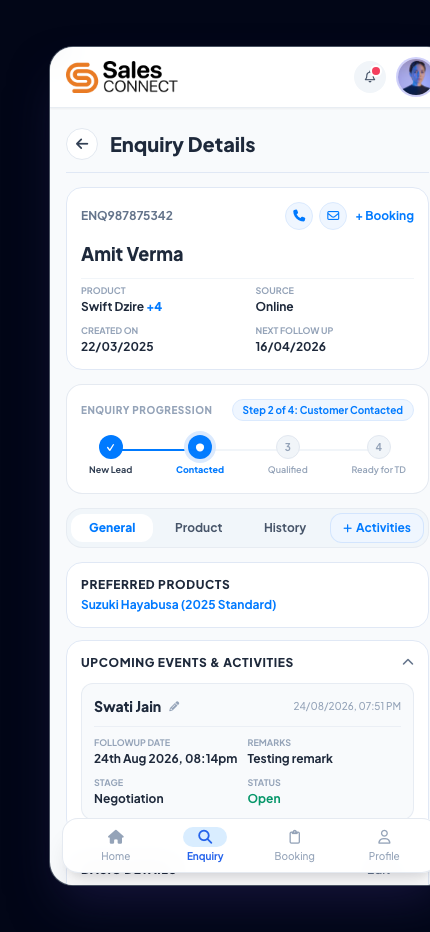 Sales
CONNECT
Enquiry Details
ENQ987875342
+ Booking
Amit Verma
PRODUCT
SOURCE
Swift Dzire +4
Online
CREATED ON
NEXT FOLLOW UP
22/03/2025
16/04/2026
ENQUIRY PROGRESSION
Step 2 of 4: Customer Contacted
3
4
New Lead
Contacted
Qualified
Ready for TD
General
Product
History
+ Activities
PREFERRED PRODUCTS
Suzuki Hayabusa (2025 Standard)
UPCOMING EVENTS & ACTIVITIES
Swati Jain
24/08/2026, 07:51 PM
FOLLOWUP DATE
REMARKS
24th Aug 2026, 08:14pm
Testing remark
STAGE
STATUS
Negotiation
Open
Home
Enquiry
Booking
Profile